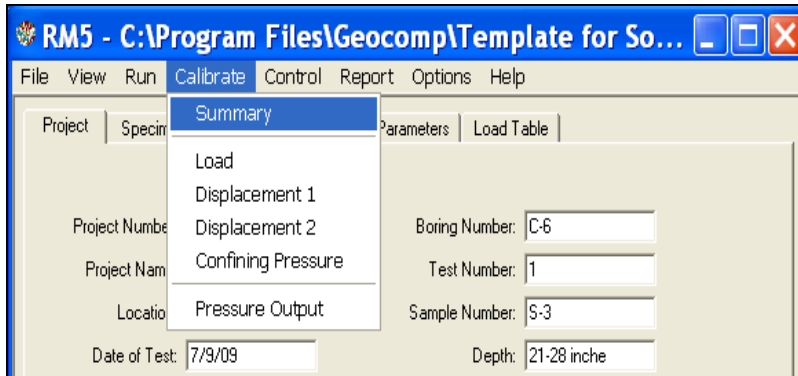 RM5 - C:\Program Files\Geocomp\Template for So...
File View Run Calibrate Control Report Options Help
Project Specim Parameters Load Table
Summary
Load
Displacement 1
Displacement 2
Confining Pressure
Pressure Output
Project Numbe Boring Number: C-6
Project Nam Test Number: 1
Locatio Sample Number: S-3
Date of Test: 7/9/09 Depth: 21-28 inche